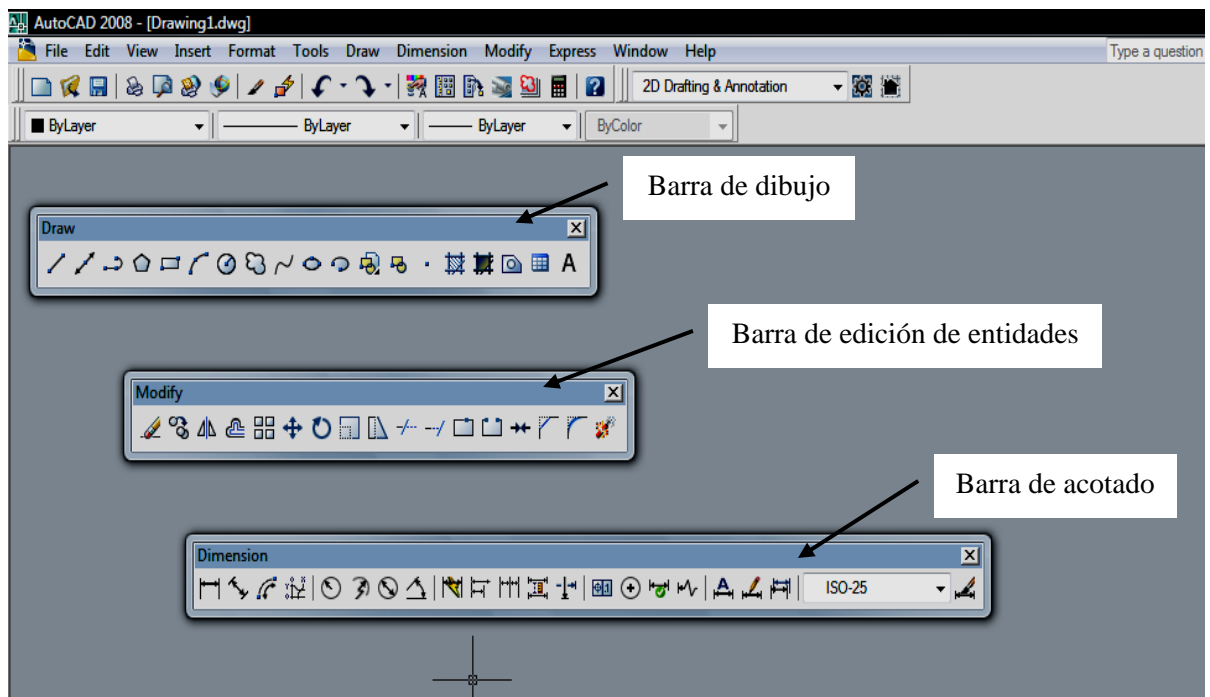 AutoCAD 2008 - [Drawing1.dwg]
File Edit View Insert Format Tools Draw Dimension Modify Express Window Help Type a question
2D Drafting & Annotation
ByLayer ByLayer ByLayer ByColor
Barra de dibujo
Draw
A
Barra de edición de entidades
Modify
Barra de acotado
Dimension
ISO-25